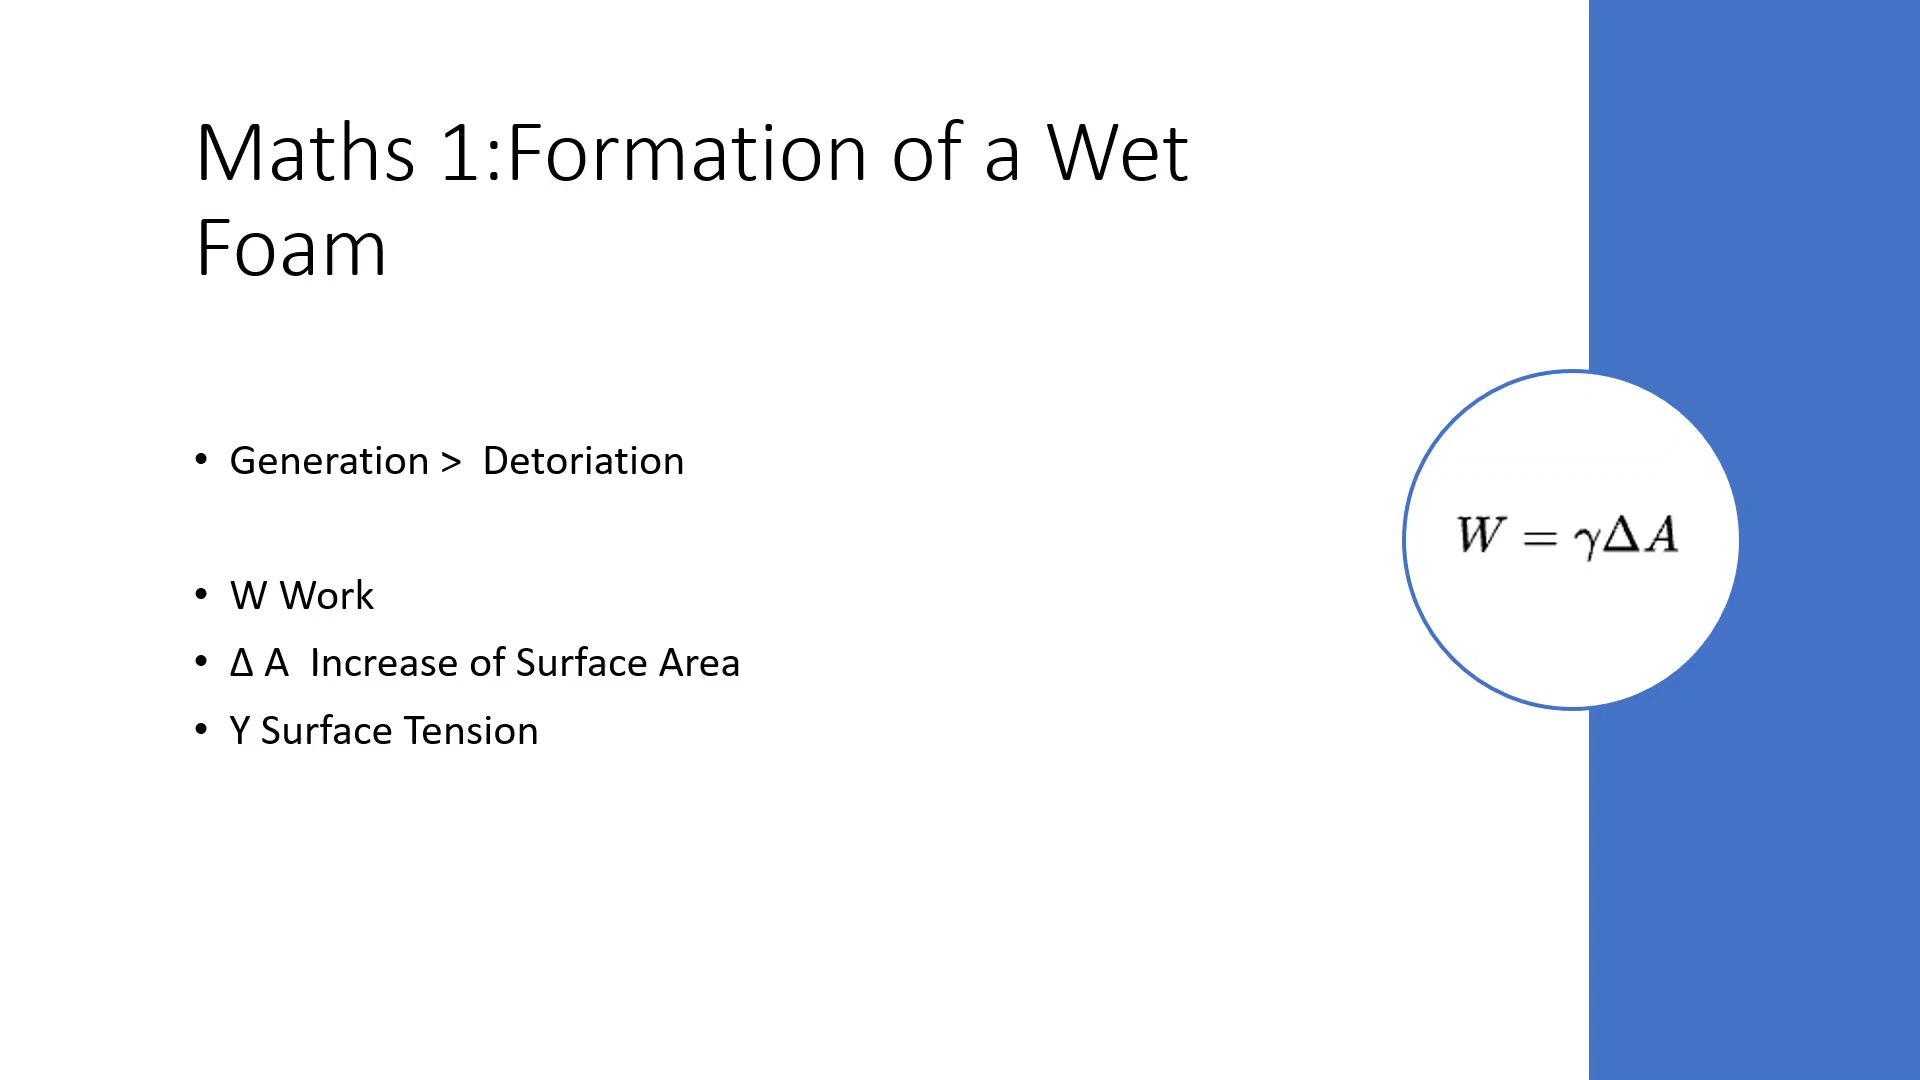 Maths 1:Formation of a Wet
Foam
• Generation > Detoriation
• W Work
• Δ A Increase of Surface Area
• Y Surface Tension
W = γΔA